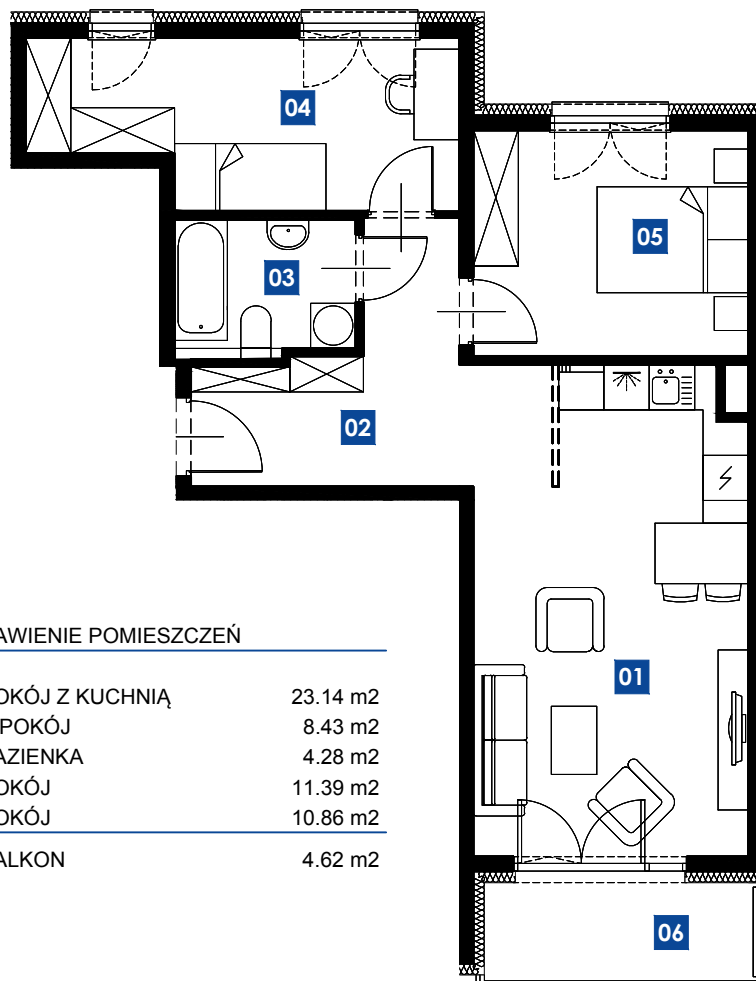 04
05
03
02
AWIENIE POMIESZCZEŃ
01
OKÓJ Z KUCHNIĄ 23.14 m2
POKÓJ 8.43 m2
AZIENKA 4.28 m2
OKÓJ 11.39 m2
OKÓJ 10.86 m2
ALKON 4.62 m2
06